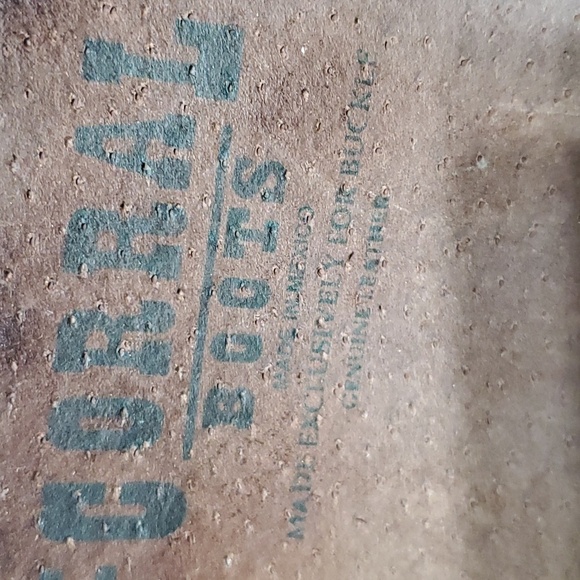 CORRAL
BOOTS
MADE IN MEXICO
MADE EXCLUSIVELY FOR BUCKLE
GENUINE LEATHER